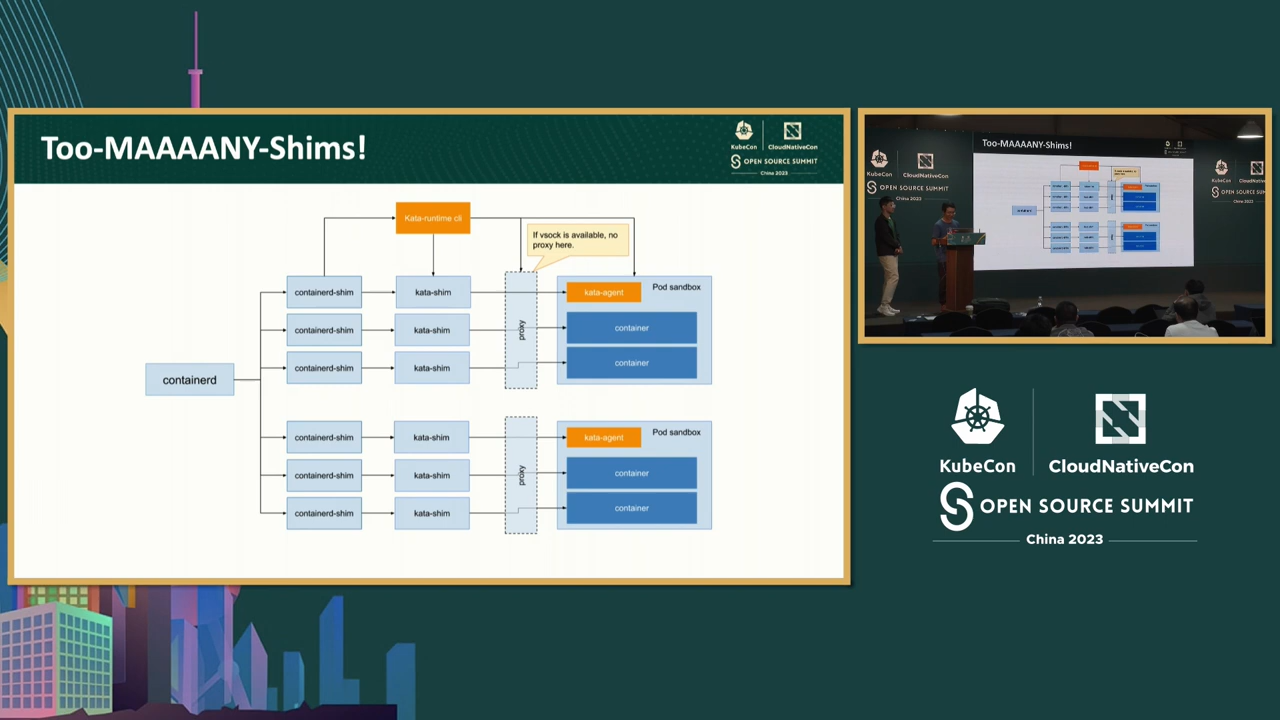 Too-MAAAANY-Shims!
KubeCon
CloudNativeCon
OPEN SOURCE SUMMIT
China 2023
Kata-runtime cli
If vsock is available, no
proxy here.
containerd-shim
kata-shim
kata-agent
Pod sandbox
containerd-shim
kata-shim
proxy
container
containerd-shim
kata-shim
container
containerd
containerd-shim
kata-shim
kata-agent
Pod sandbox
containerd-shim
kata-shim
proxy
container
containerd-shim
kata-shim
container
Too-MAAAANY-Shims!
KubeCon
CloudNativeCon
OPEN SOURCE SUMMIT
China 2023
KubeCon
CloudNativeCon
OPEN SOURCE SUMMIT
China 2023